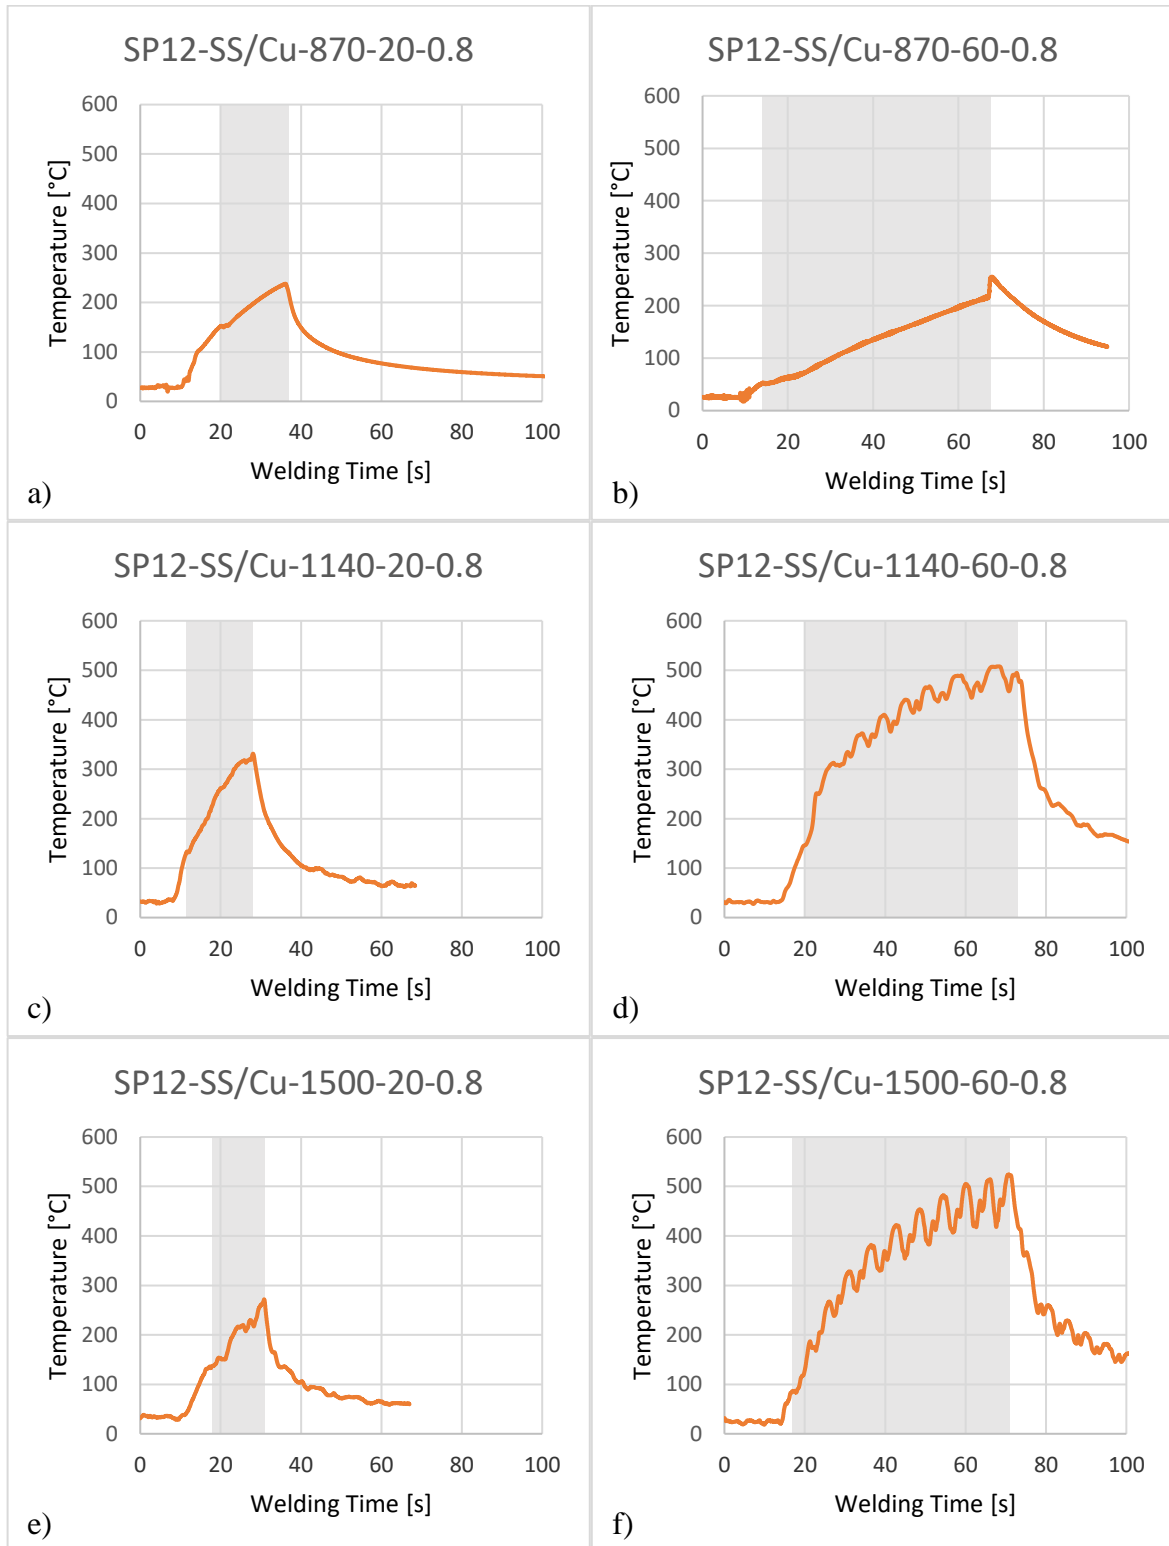 SP12-SS/Cu-870-20-0.8
600
500
400
300
200
100
0
0 20 40 60 80 100
Temperature [°C]
Welding Time [s]
a)
SP12-SS/Cu-870-60-0.8
600
500
400
300
200
100
0
0 20 40 60 80 100
Temperature [°C]
Welding Time [s]
b)
SP12-SS/Cu-1140-20-0.8
600
500
400
300
200
100
0
0 20 40 60 80 100
Temperature [°C]
Welding Time [s]
c)
SP12-SS/Cu-1140-60-0.8
600
500
400
300
200
100
0
0 20 40 60 80 100
Temperature [°C]
Welding Time [s]
d)
SP12-SS/Cu-1500-20-0.8
600
500
400
300
200
100
0
0 20 40 60 80 100
Temperature [°C]
Welding Time [s]
e)
SP12-SS/Cu-1500-60-0.8
600
500
400
300
200
100
0
0 20 40 60 80 100
Temperature [°C]
Welding Time [s]
f)